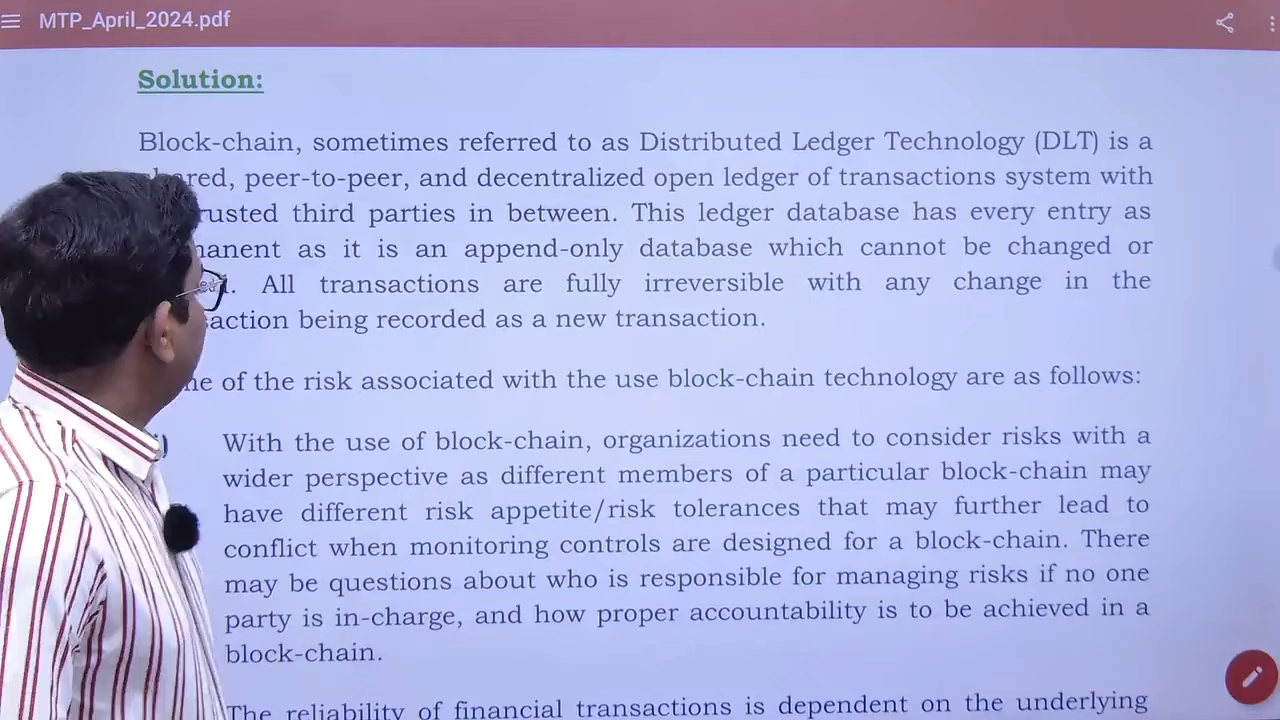 MTP_April_2024.pdf
Solution:
Block-chain, sometimes referred to as Distributed Ledger Technology (DLT) is a
peer-to-peer, and decentralized open ledger of transactions system with
third parties in between. This ledger database has every entry as
as it is an append-only database which cannot be changed or
All transactions are fully irreversible with any change in the
being recorded as a new transaction.
of the risk associated with the use block-chain technology are as follows:
With the use of block-chain, organizations need to consider risks with a
wider perspective as different members of a particular block-chain may
have different risk appetite/risk tolerances that may further lead to
conflict when monitoring controls are designed for a block-chain. There
may be questions about who is responsible for managing risks if no one
party is in-charge, and how proper accountability is to be achieved in a
block-chain.
The reliability of financial transactions is dependent on the underlying